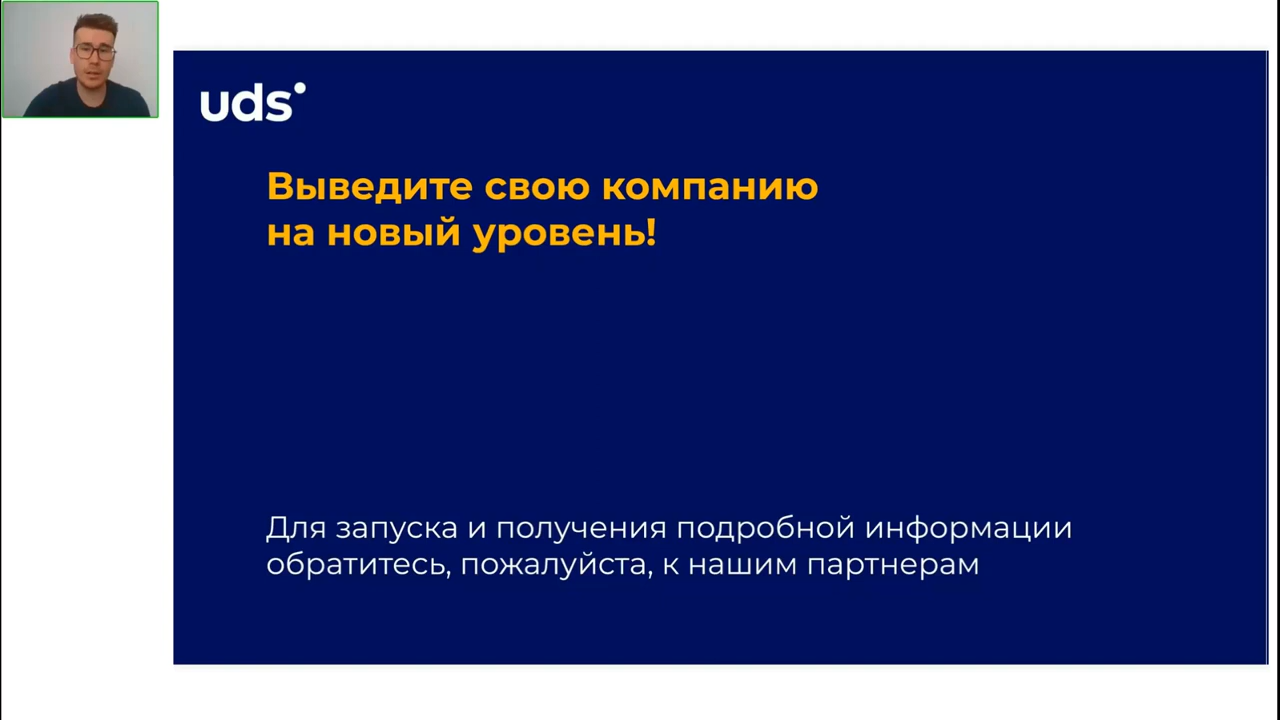 uds
Выведите свою компанию
на новый уровень!
Для запуска и получения подробной информации
обратитесь, пожалуйста, к нашим партнерам